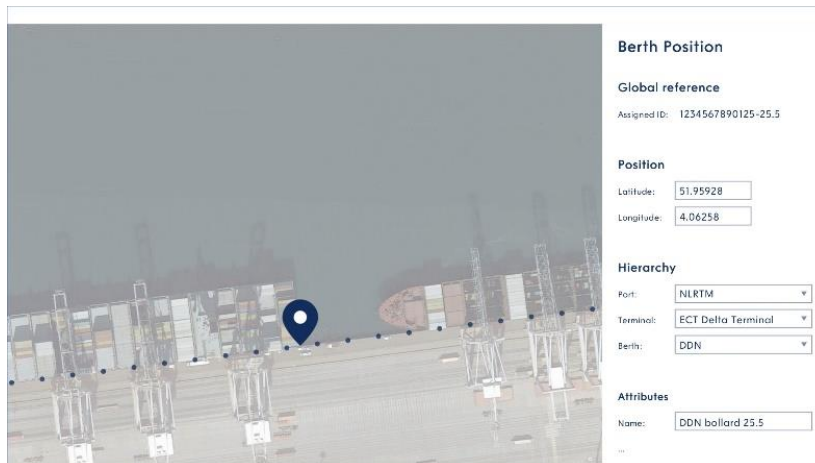 Berth Position
Global reference
Assigned ID: 1234567890125-25.5
Position
Latitude: 51.95928
Longitude: 4.06258
Hierarchy
Port: NLRTM
Terminal: ECT Delta Terminal
Berth: DDN
Attributes
Name: DDN bollard 25.5
...